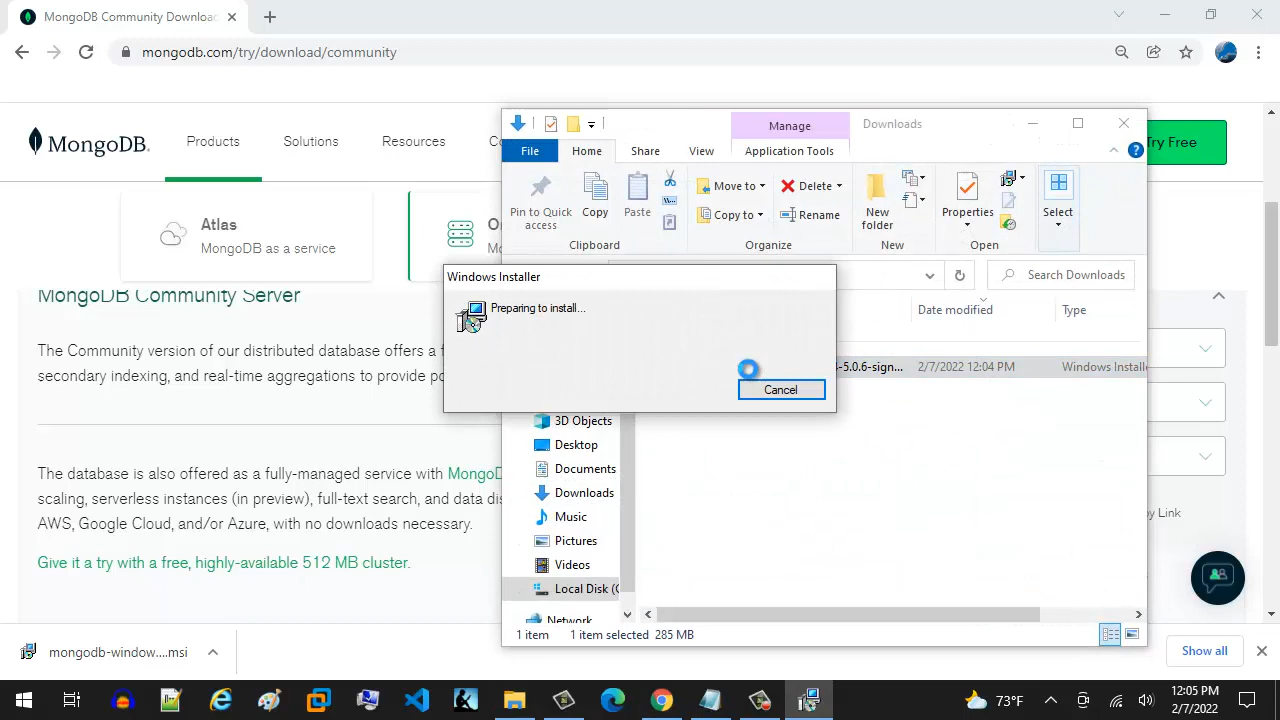 MongoDB Community Downloa
mongodb.com/try/download/community
MongoDB.
Products
Solutions
Resources
Try Free
Atlas
MongoDB as a service
MongoDB Community Server
The Community version of our distributed database offers a f
secondary indexing, and real-time aggregations to provide po
The database is also offered as a fully-managed service with MongoD
scaling, serverless instances (in preview), full-text search, and data dis
AWS, Google Cloud, and/or Azure, with no downloads necessary.
Give it a try with a free, highly-available 512 MB cluster.
by Link
Manage
Downloads
File
Home
Share
View
Application Tools
Pin to Quick access
Copy
Paste
Move to
Copy to
Delete
Rename
New folder
Properties
Select
Clipboard
Organize
New
Open
Search Downloads
Date modified
Type
-5.0.6-sign...
2/7/2022 12:04 PM
Windows Installe
Windows Installer
Preparing to install...
Cancel
3D Objects
Desktop
Documents
Downloads
Music
Pictures
Videos
Local Disk (C
Network
1 item
1 item selected 285 MB
mongodb-window....msi
Show all
73°F
12:05 PM
2/7/2022